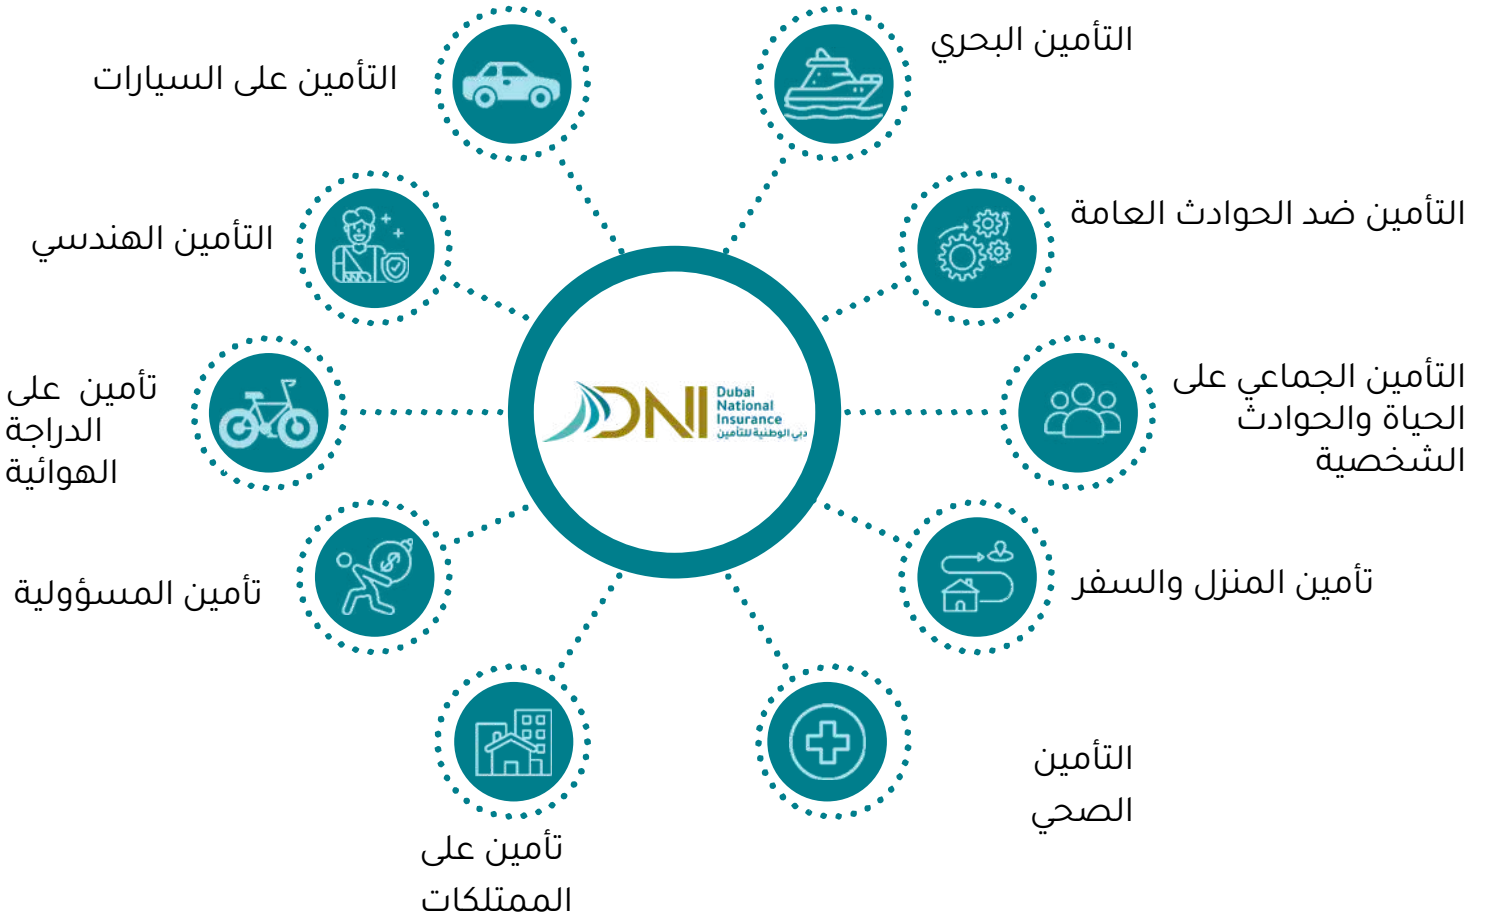 التأمين البحري
التأمين على السيارات
التأمين ضد الحوادث العامة
التأمين الهندسي
التأمين الجماعي على
الحياة والحوادث
الشخصية
تأمين على
الدراجة
الهوائية
DNI
Dubai
National
Insurance
دبي الوطنية للتأمين
تأمين المنزل والسفر
تأمين المسؤولية
التأمين
الصحي
تأمين على
الممتلكات
$